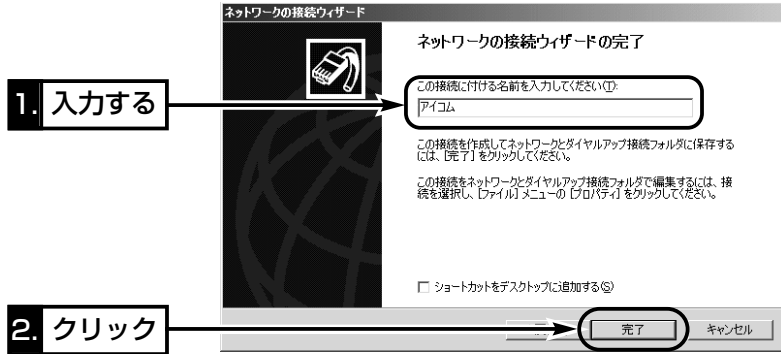 ネットワークの接続ウィザード
ネットワークの接続ウィザードの完了
この接続に付ける名前を入力してください(T):
1. 入力する
アイコム
この接続を作成してネットワークとダイヤルアップ接続フォルダに保存する
には、[完了] をクリックしてください。
この接続をネットワークとダイヤルアップ接続フォルダで編集するには、接
続を選択し、[ファイル] メニューの [プロパティ] をクリックしてください。
ショートカットをデスクトップに追加する(S)
2. クリック
完了
キャンセル